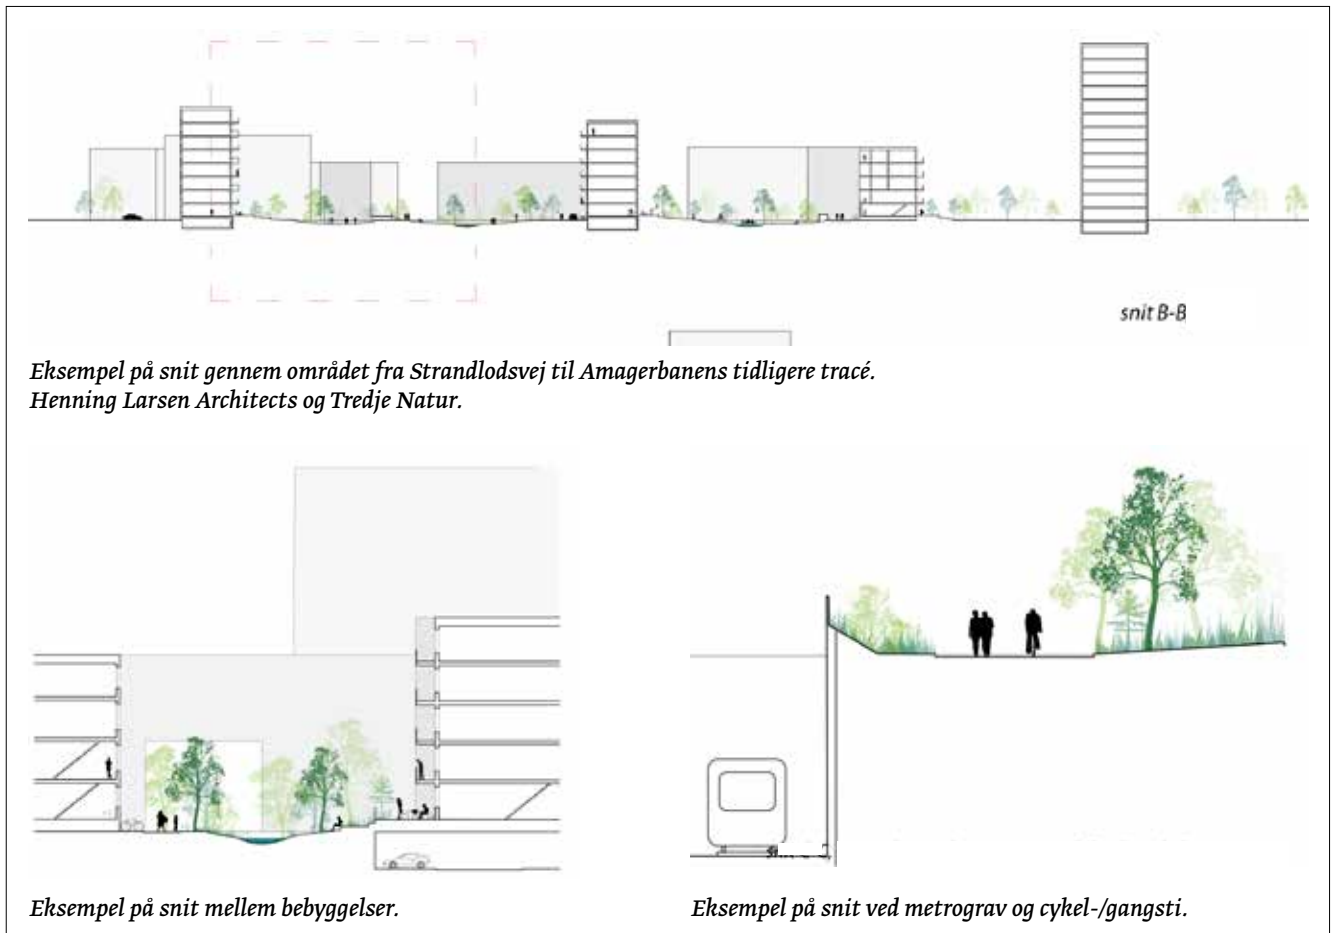 snit B-B
Eksempel på snit gennem området fra Strandlodsvej til Amagerbanens tidligere tracé.
Henning Larsen Architects og Tredje Natur.
Eksempel på snit mellem bebyggelser.
Eksempel på snit ved metrograv og cykel-/gangsti.